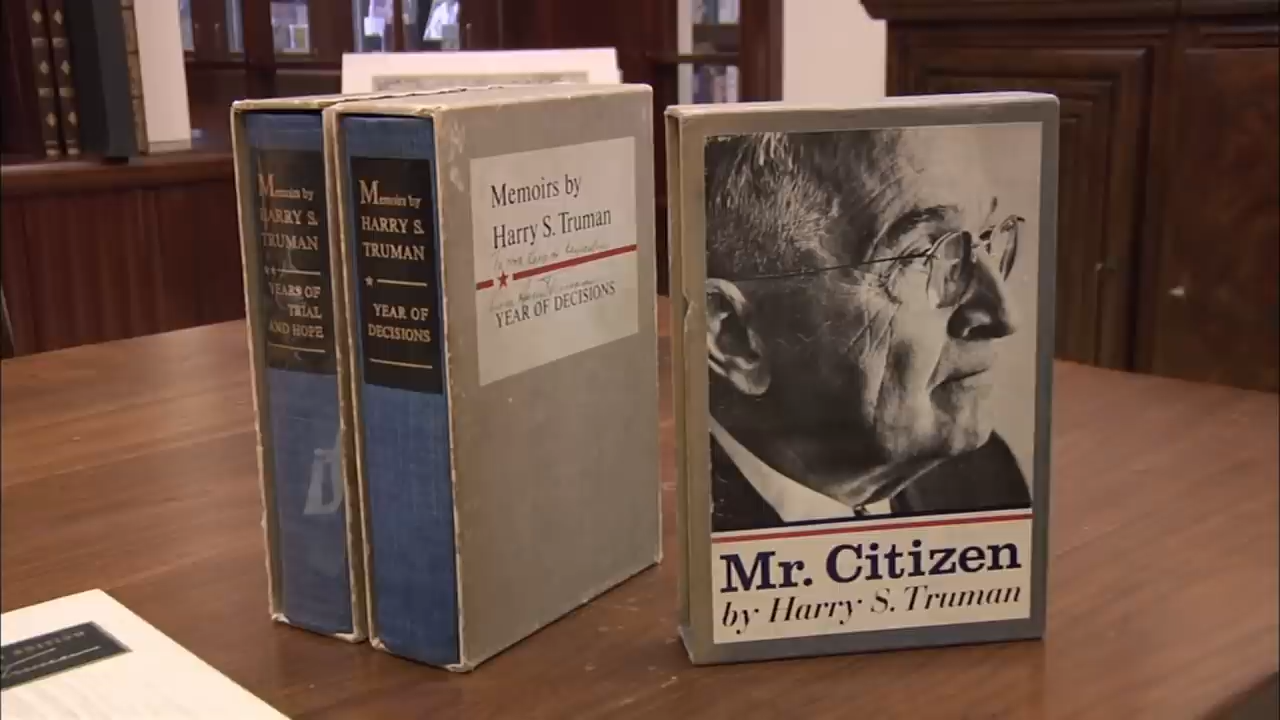 Memoirs by
HARRY S.
TRUMAN
YEARS OF
TRIAL
AND HOPE
Memoirs by
HARRY S.
TRUMAN
YEAR OF
DECISIONS
Memoirs by
Harry S. Truman
YEAR OF DECISIONS
Mr. Citizen
by Harry S. Truman